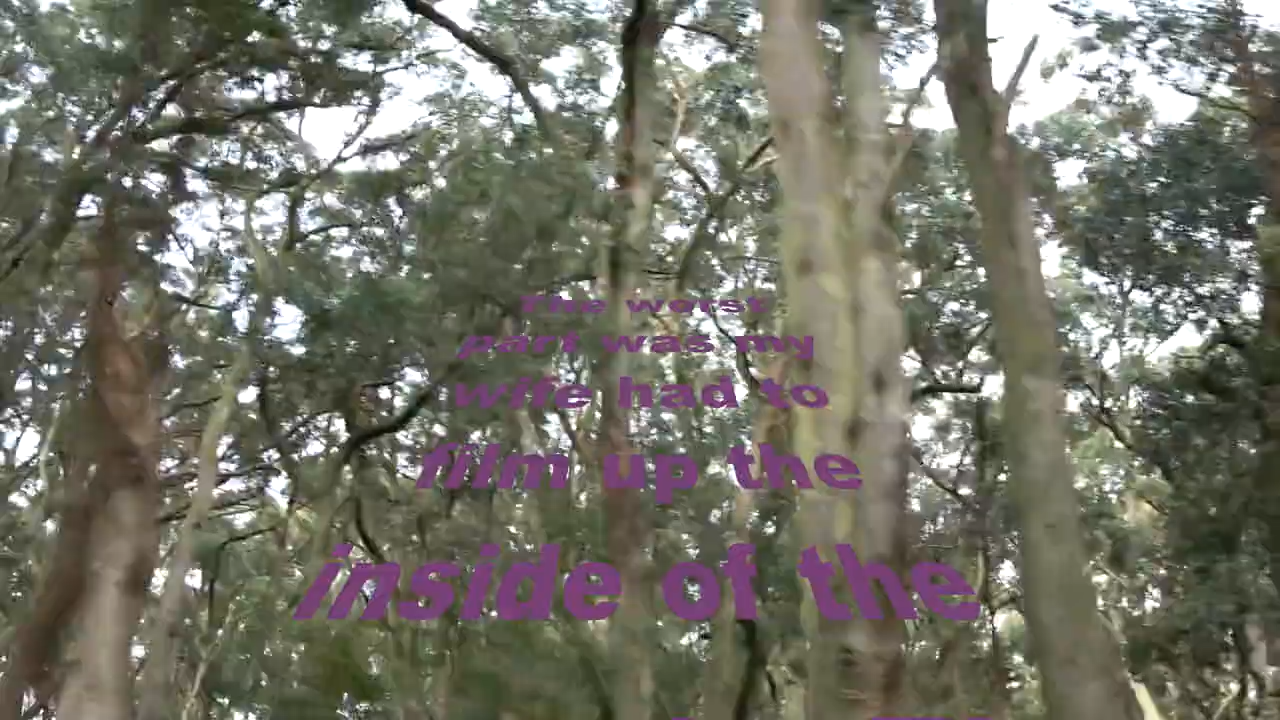 The worst
part was my
wife had to
film up the
inside of the